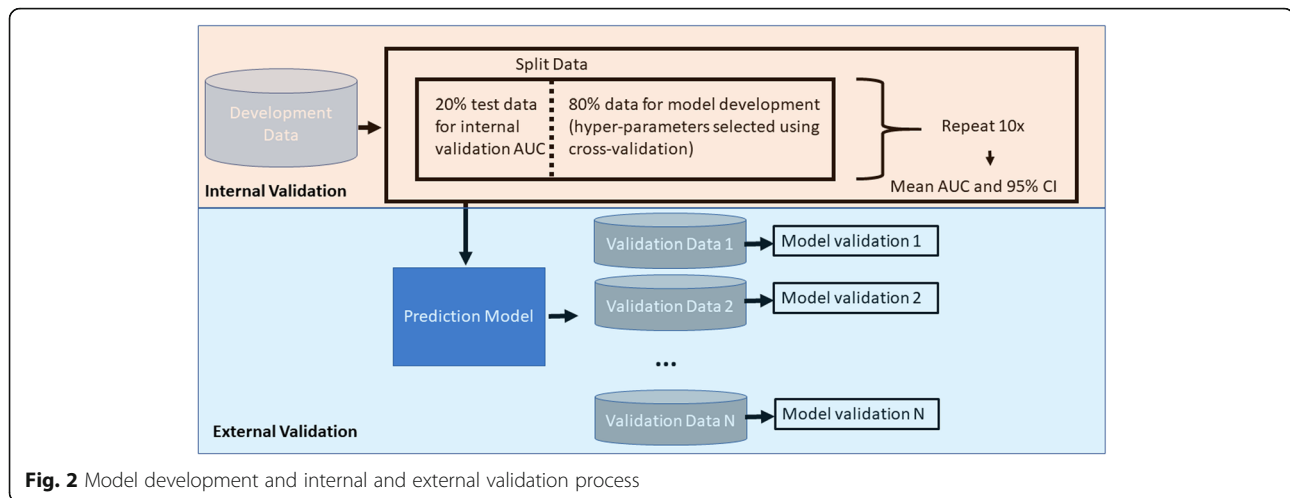 Split Data
Development
Data
20% test data
for internal
validation AUC
80% data for model development
(hyper-parameters selected using
cross-validation)
Repeat 10x
Mean AUC and 95% CI
Internal Validation
Validation Data 1
Model validation 1
Prediction Model
Validation Data 2
Model validation 2
...
Validation Data N
Model validation N
External Validation
Fig. 2 Model development and internal and external validation process